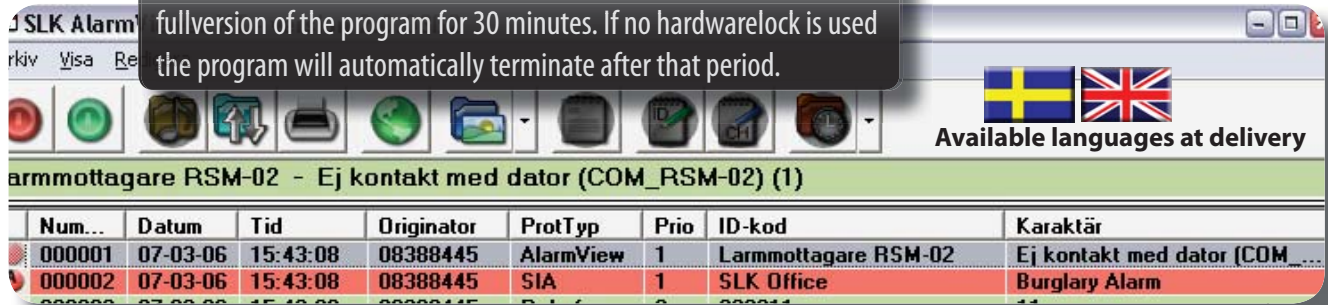 SLK Alarm
fullversion of the program for 30 minutes. If no hardwarelock is used
the program will automatically terminate after that period.
Visa
Available languages at delivery
armmottagare RSM-02 - Ej kontakt med dator (COM_RSM-02) (1)
Num... Datum Tid Originator ProtTyp Prio ID-kod Karaktär
000001 07-03-06 15:43:08 08388445 AlarmView 1 Larmmottagare RSM-02 Ej kontakt med dator (COM_...
000002 07-03-06 15:43:08 08388445 SIA 1 SLK Office Burglary Alarm